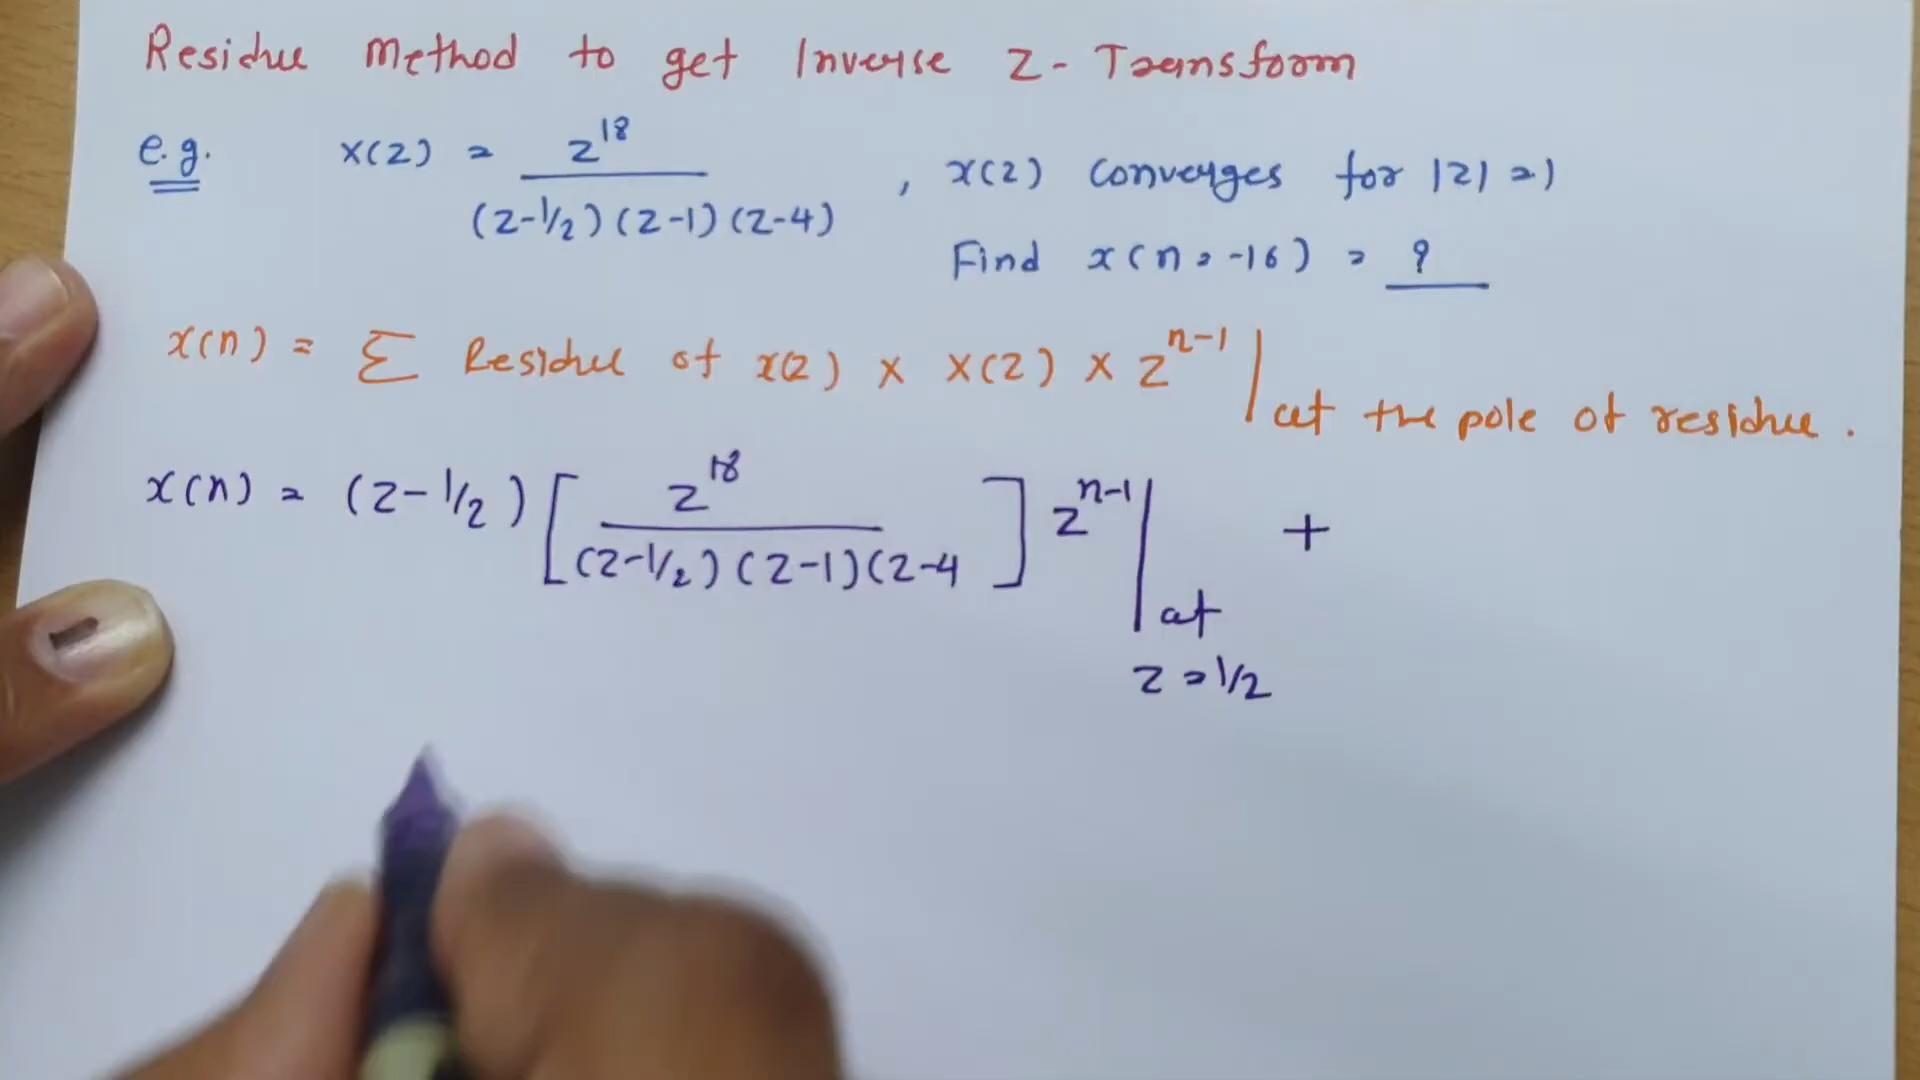 Residue Method to get Inverse Z-Transform
e.g. X(z) = z^18 / (z-1/2)(z-1)(z-4) , x(z) converges for |z|=1
Find x(n=-16) = ?
x(n) = Σ Residue of x(z) × X(z) × z^n-1 | at the pole of residue.
x(n) = (z-1/2) [ z^18 / (z-1/2)(z-1)(z-4 ] z^n-1 | at z=1/2 +